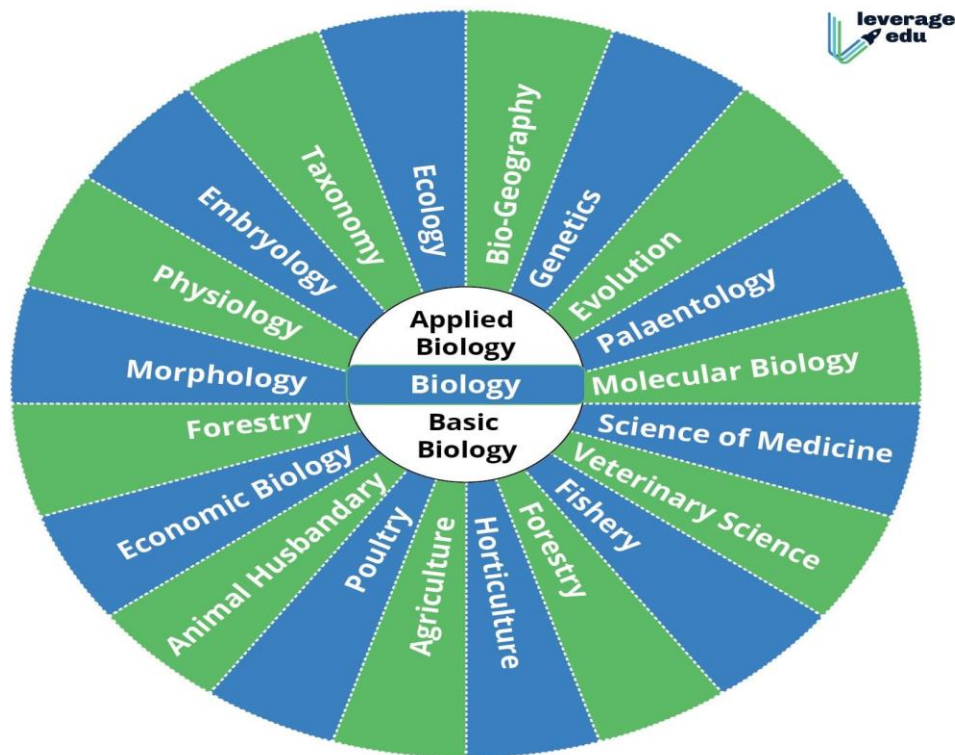 leverage
edu
Taxonomy
Ecology
Bio-Geography
Genetics
Embryology
Evolution
Physiology
Palaentology
Morphology
Molecular Biology
Applied
Biology
Biology
Basic
Biology
Forestry
Science of Medicine
Economic Biology
Veterinary Science
Animal Husbandary
Poultry
Agriculture
Horticulture
Forestry
Fishery